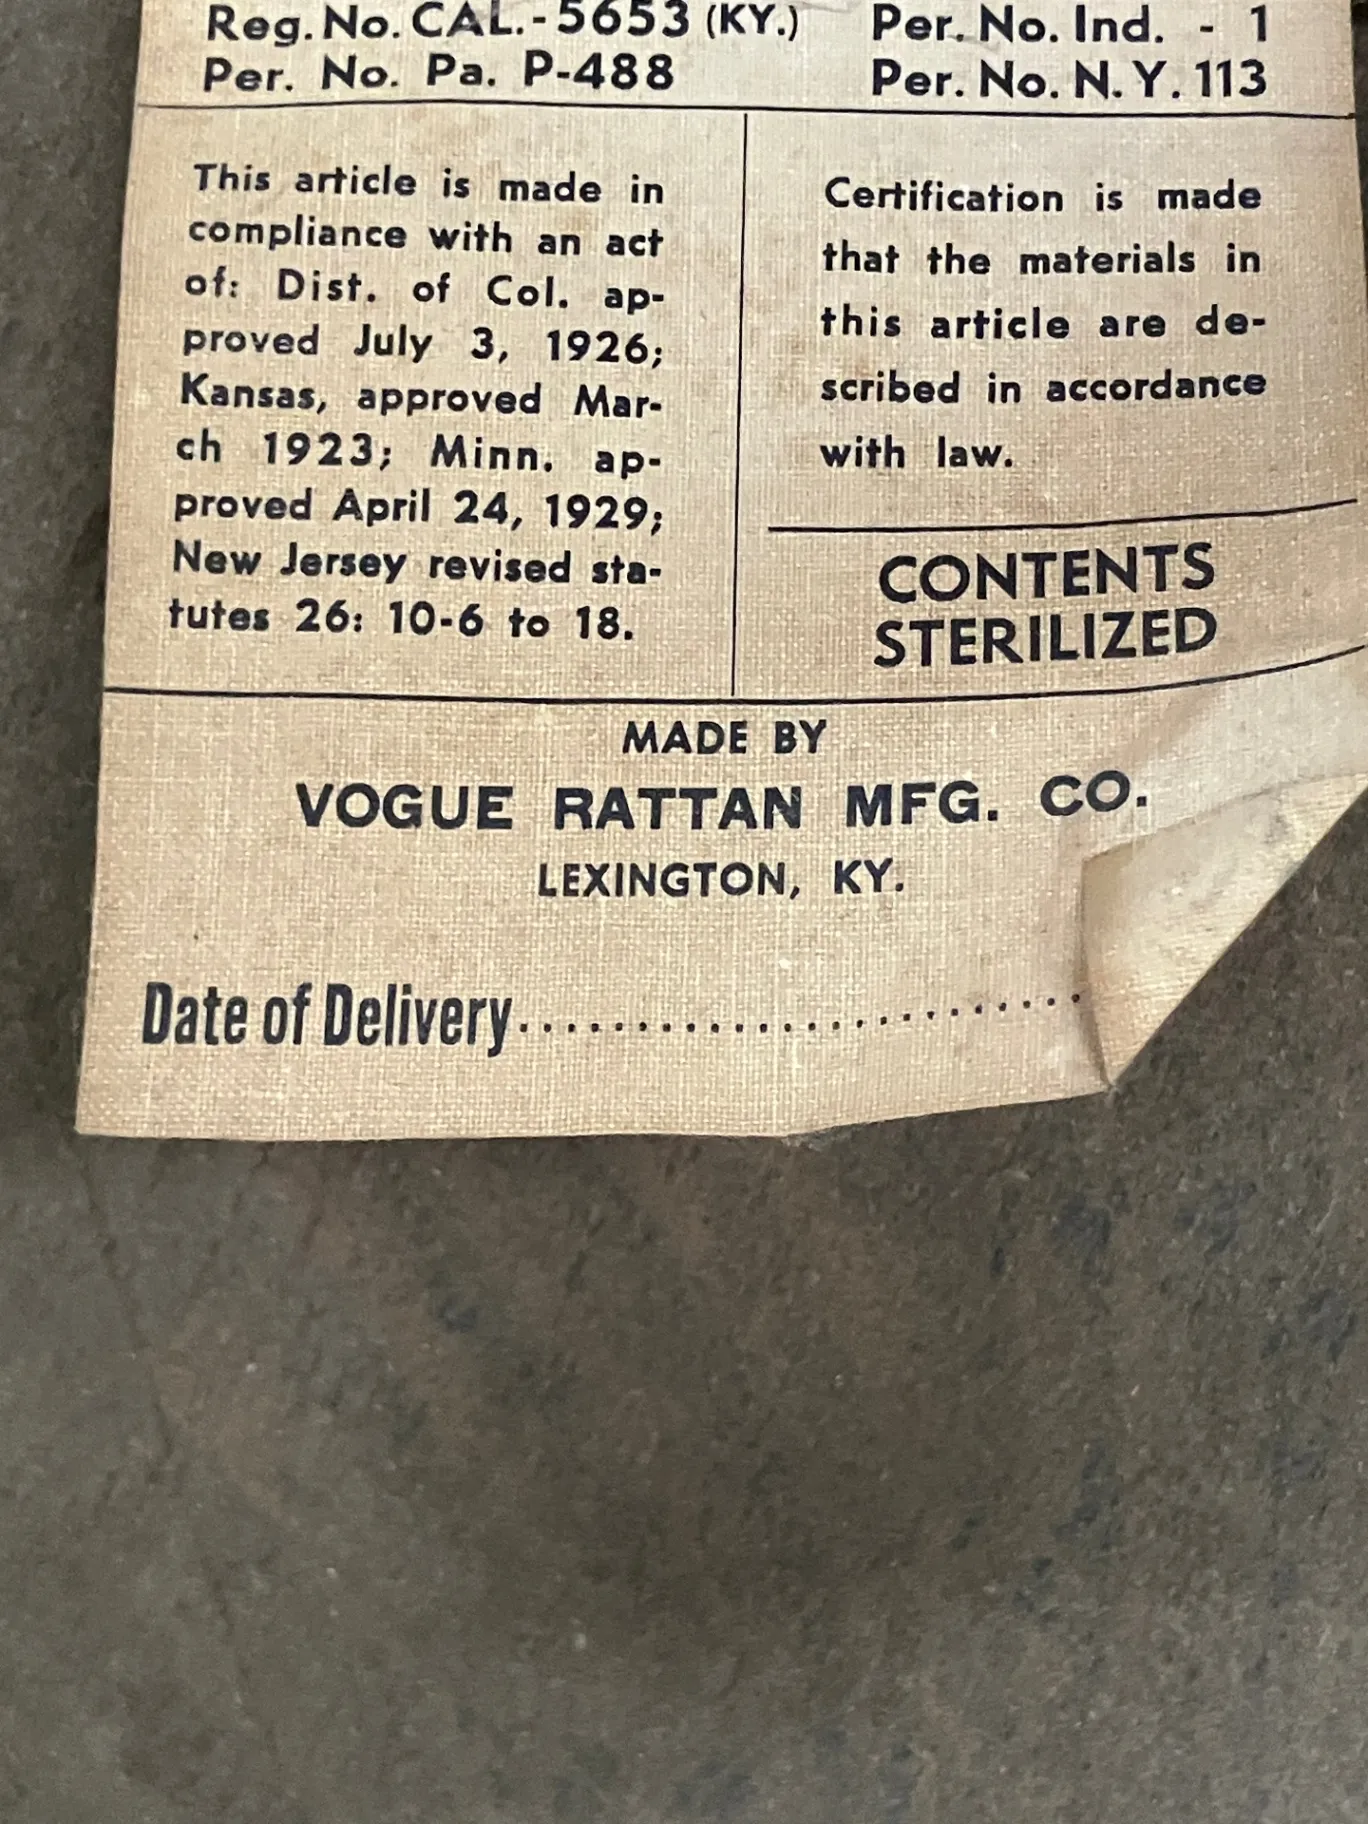 Reg. No. CAL. - 5653 (KY.) Per. No. Ind. - 1
Per. No. Pa. P-488 Per. No. N. Y. 113
This article is made in
compliance with an act
of: Dist. of Col. ap-
proved July 3, 1926;
Kansas, approved Mar-
ch 1923; Minn. ap-
proved April 24, 1929;
New Jersey revised sta-
tutes 26: 10-6 to 18.
Certification is made
that the materials in
this article are de-
scribed in accordance
with law.
CONTENTS
STERILIZED
MADE BY
VOGUE RATTAN MFG. CO.
LEXINGTON, KY.
Date of Delivery....................